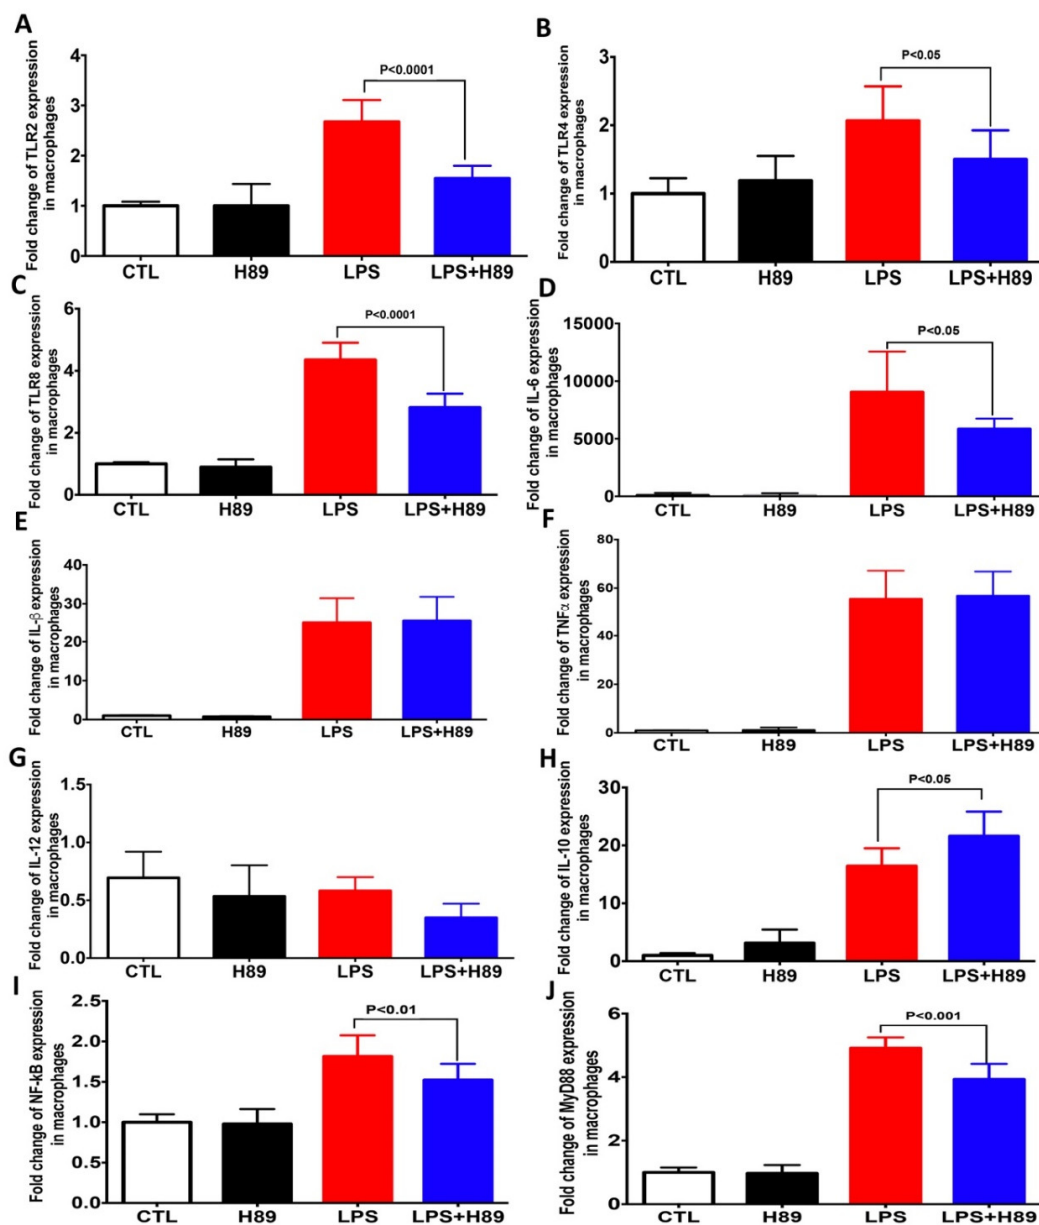 A
Fold change of TLR2 expression
in macrophages
4
3
2
1
0
P<0.0001
CTL
H89
LPS
LPS+H89
B
Fold change of TLR4 expression
in macrophages
3
2
1
0
P<0.05
CTL
H89
LPS
LPS+H89
C
Fold change of TLR8 expression
in macrophages
6
4
2
0
P<0.0001
CTL
H89
LPS
LPS+H89
D
Fold change of IL-6 expression
in macrophages
15000
10000
5000
0
P<0.05
CTL
H89
LPS
LPS+H89
E
Fold change of IL-β expression
in macrophages
40
30
20
10
0
CTL
H89
LPS
LPS+H89
F
Fold change of TNFα expression
in macrophages
80
60
40
20
0
CTL
H89
LPS
LPS+H89
G
Fold change of IL-12 expression
in macrophages
1.5
1.0
0.5
0.0
CTL
H89
LPS
LPS+H89
H
Fold change of IL-10 expression
in macrophages
30
20
10
0
P<0.05
CTL
H89
LPS
LPS+H89
I
Fold change of NF-kB expression
in macrophages
2.5
2.0
1.5
1.0
0.5
0.0
P<0.01
CTL
H89
LPS
LPS+H89
J
Fold change of MyD88 expression
in macrophages
6
4
2
0
P<0.001
CTL
H89
LPS
LPS+H89